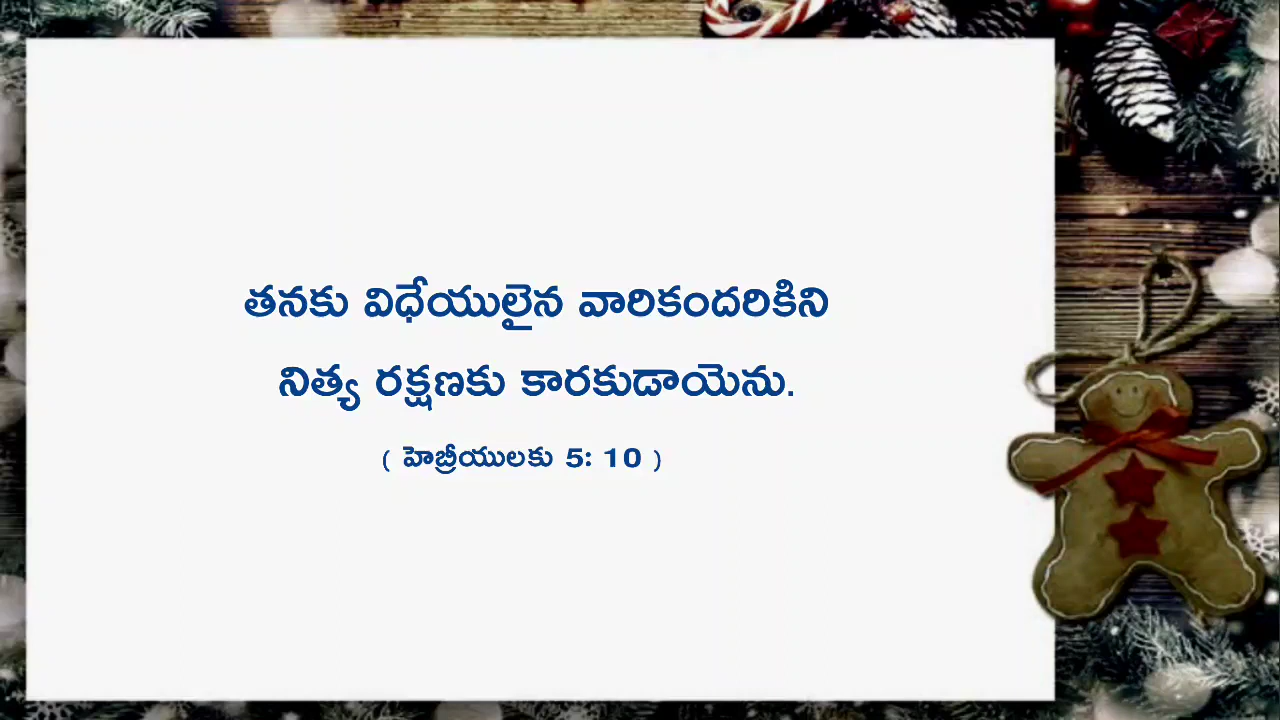 తనకు విధేయులైన వారికందరికిని
నిత్య రక్షణకు కారకుడాయెను.
( హెబ్రీయులకు 5: 10 )